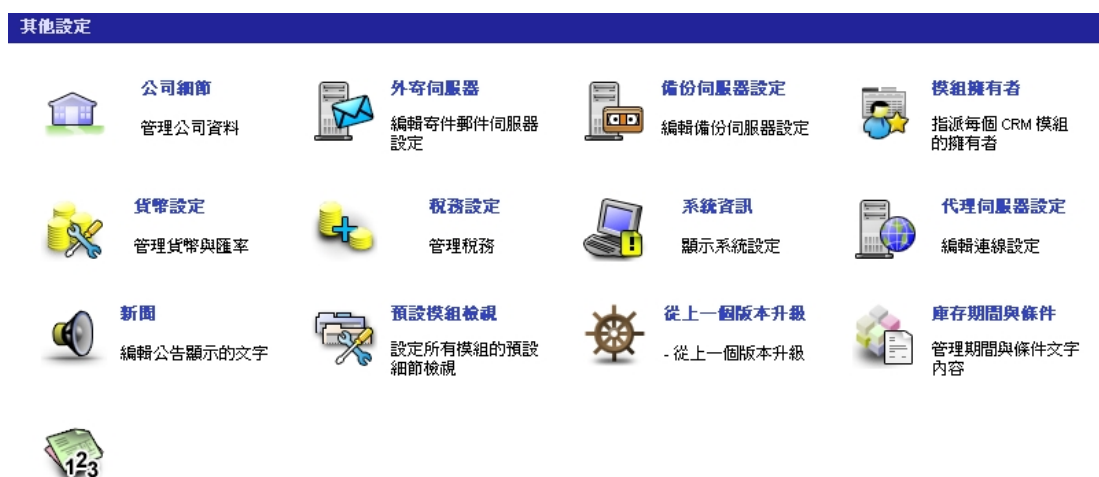 其他設定
公司細節
管理公司資料
外寄伺服器
編輯寄件郵件伺服器
設定
備份伺服器設定
編輯備份伺服器設定
模組擁有者
指派每個 CRM 模組
的擁有者
貨幣設定
管理貨幣與匯率
稅務設定
管理稅務
系統資訊
顯示系統設定
代理伺服器設定
編輯連線設定
新聞
編輯公告顯示的文字
預設模組檢視
設定所有模組的預設
細節檢視
從上一個版本升級
- 從上一個版本升級
庫存期間與條件
管理期間與條件文字
內容
123